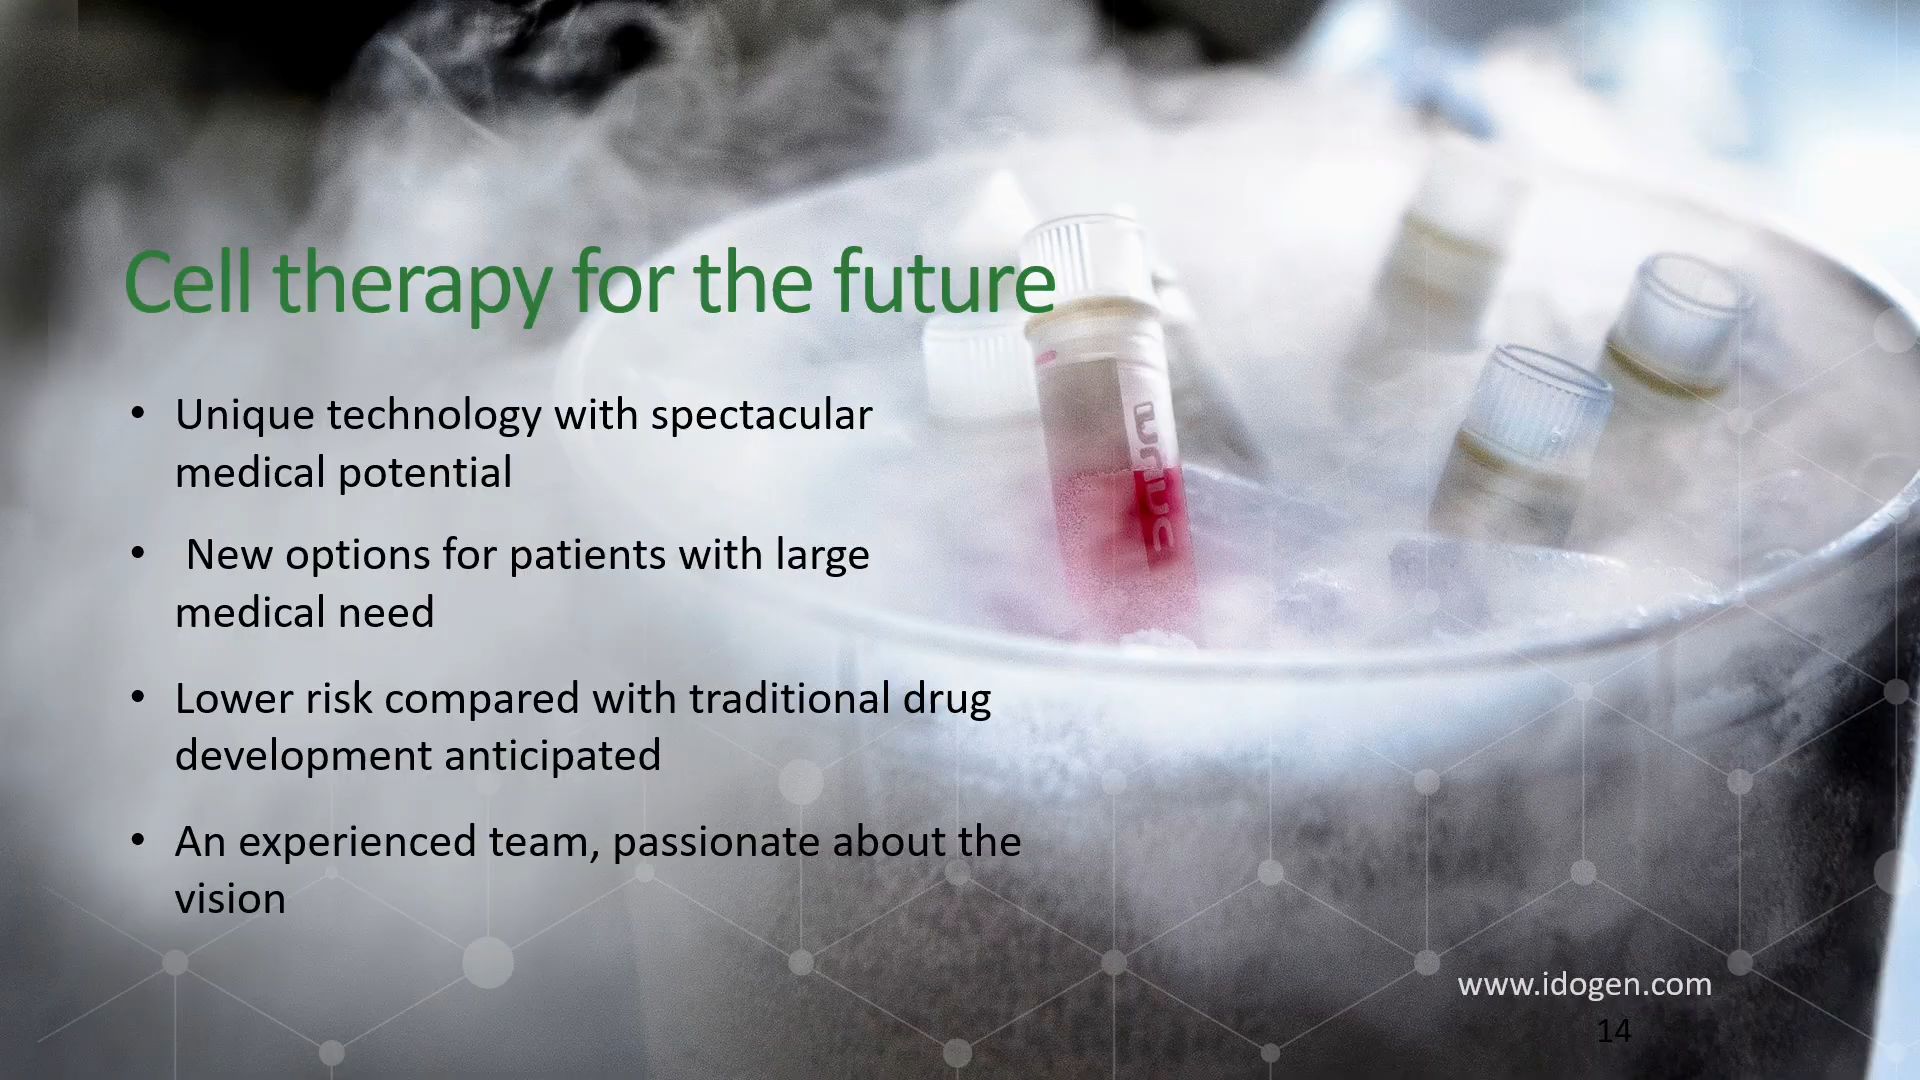 Cell therapy for the future
• Unique technology with spectacular
medical potential
• New options for patients with large
medical need
• Lower risk compared with traditional drug
development anticipated
• An experienced team, passionate about the
vision
nunc
www.idogen.com
14